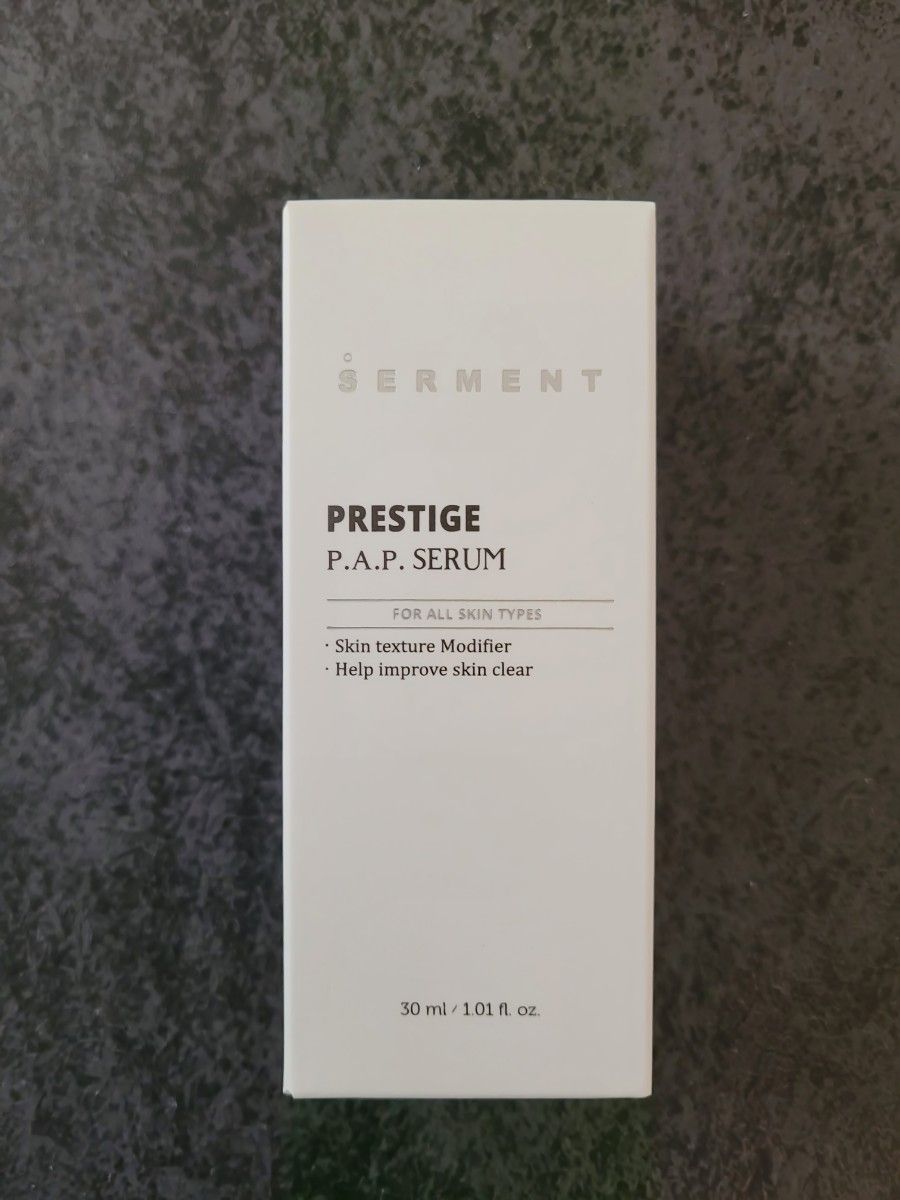 SERMENT
PRESTIGE
P.A.P. SERUM
FOR ALL SKIN TYPES
· Skin texture Modifier
· Help improve skin clear
30 ml / 1.01 fl. oz.